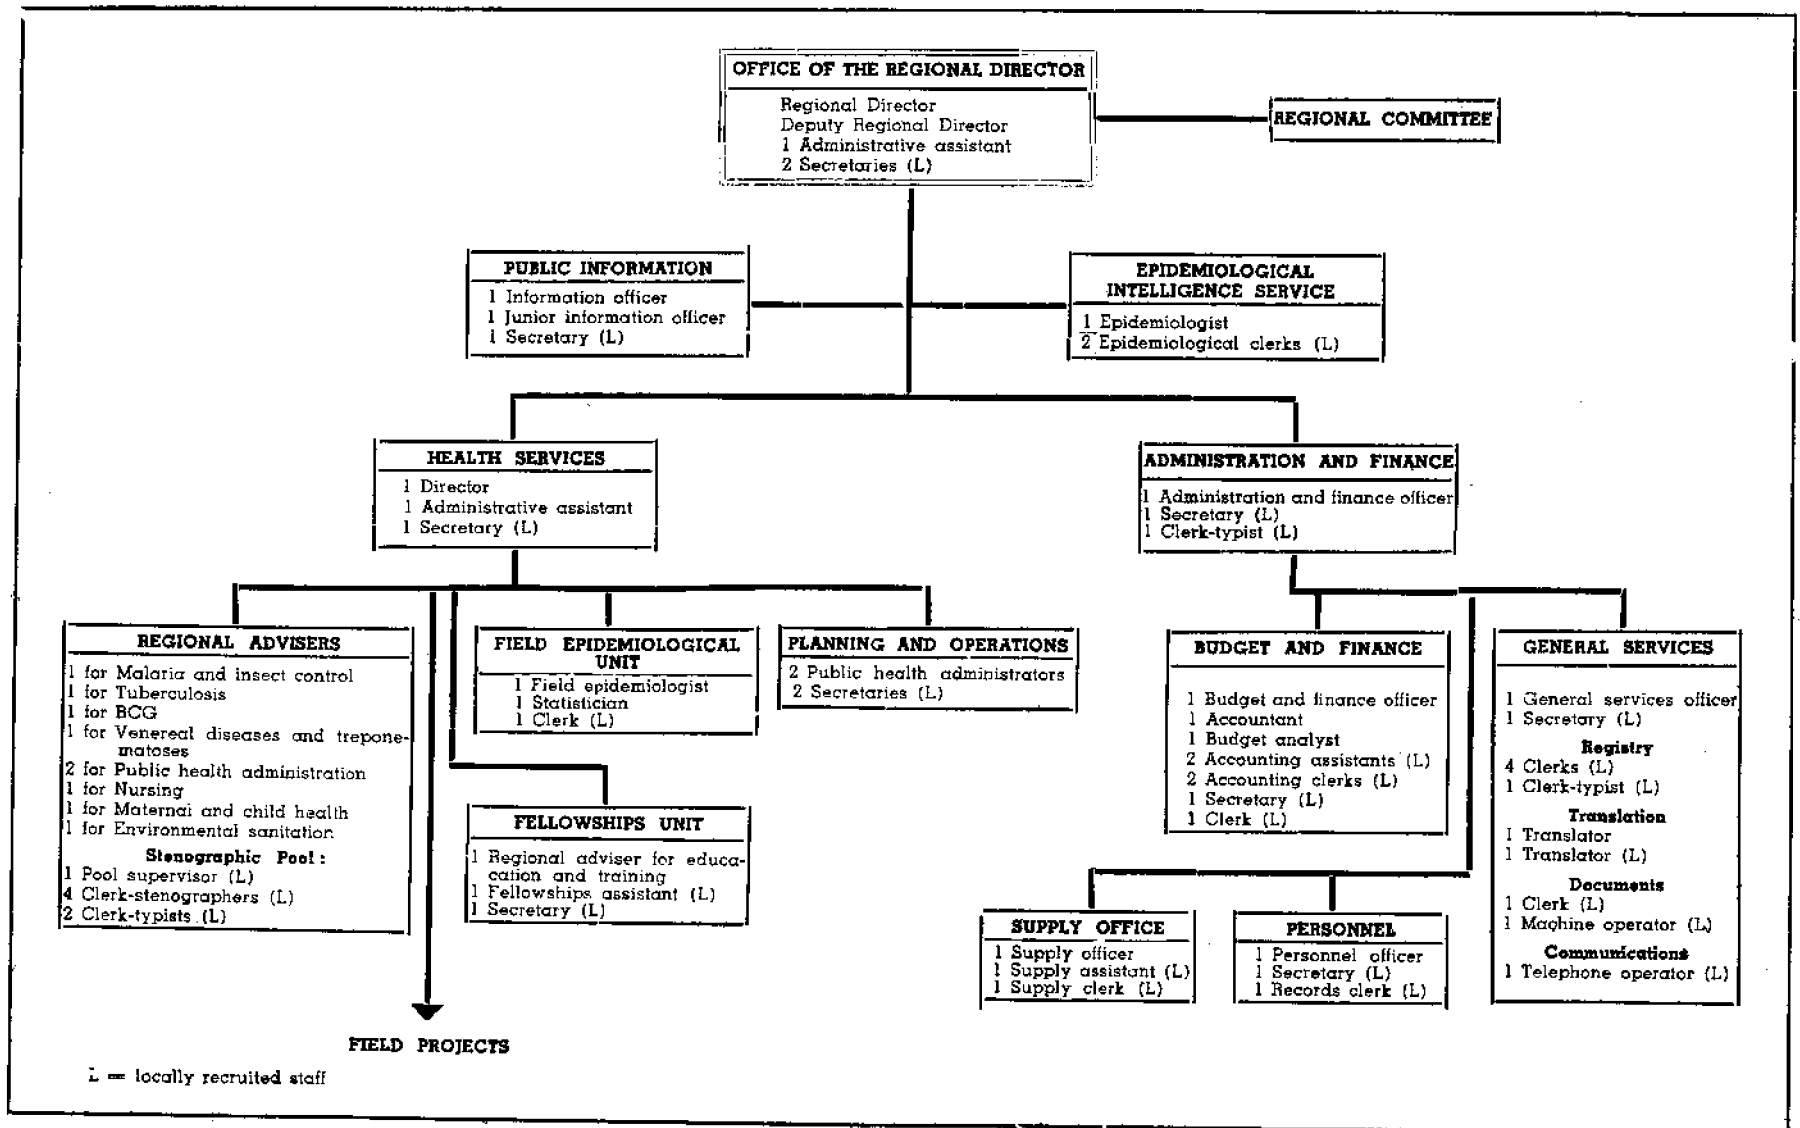 OFFICE OF THE REGIONAL DIRECTOR
Regional Director
Deputy Regional Director
1 Administrative assistant
2 Secretaries (L)
REGIONAL COMMITTEE
PUBLIC INFORMATION
1 Information officer
1 Junior information officer
1 Secretary (L)
EPIDEMIOLOGICAL
INTELLIGENCE SERVICE
1 Epidemiologist
2 Epidemiological clerks (L)
HEALTH SERVICES
1 Director
1 Administrative assistant
1 Secretary (L)
ADMINISTRATION AND FINANCE
1 Administration and finance officer
1 Secretary (L)
1 Clerk-typist (L)
REGIONAL ADVISERS
1 for Malaria and insect control
1 for Tuberculosis
1 for BCG
1 for Venereal diseases and trepone-
matoses
2 for Public health administration
1 for Nursing
1 for Maternal and child health
1 for Environmental sanitation
Stenographic Pool:
1 Pool supervisor (L)
4 Clerk-stenographers (L)
2 Clerk-typists (L)
FIELD EPIDEMIOLOGICAL
UNIT
1 Field epidemiologist
1 Statistician
1 Clerk (L)
PLANNING AND OPERATIONS
2 Public health administrators
2 Secretaries (L)
FELLOWSHIPS UNIT
1 Regional adviser for educa-
cation and training
1 Fellowships assistant (L)
1 Secretary (L)
BUDGET AND FINANCE
1 Budget and finance officer
1 Accountant
1 Budget analyst
2 Accounting assistants (L)
2 Accounting clerks (L)
1 Secretary (L)
1 Clerk (L)
GENERAL SERVICES
1 General services officer
1 Secretary (L)
Registry
4 Clerks (L)
1 Clerk-typist (L)
Translation
1 Translator
1 Translator (L)
Documents
1 Clerk (L)
1 Machine operator (L)
Communications
1 Telephone operator (L)
SUPPLY OFFICE
1 Supply officer
1 Supply assistant (L)
1 Supply clerk (L)
PERSONNEL
1 Personnel officer
1 Secretary (L)
1 Records clerk (L)
FIELD PROJECTS
L = locally recruited staff